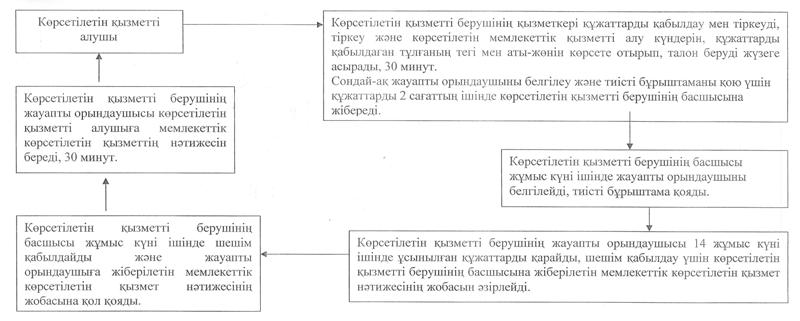 Көрсетілетін қызметті
алушы
Көрсетілетін қызметті берушінің қызметкері құжаттарды қабылдау мен тіркеуді,
тіркеу және көрсетілетін мемлекеттік қызметті алу күндерін, құжаттарды
қабылдаған тұлғаның тегі мен аты-жөнін көрсете отырып, талон беруді жүзеге
асырады, 30 минут.
Сондай-ақ жауапты орындаушыны белгілеу және тиісті бұрыштаманы қою үшін
құжаттарды 2 сағаттың ішінде көрсетілетін қызметті берушінің басшысына
жібереді.
Көрсетілетін қызметті берушінің басшысы
жұмыс күні ішінде жауапты орындаушыны
белгілейді, тиісті бұрыштама қояды.
Көрсетілетін қызметті берушінің жауапты орындаушысы 14 жұмыс күні
ішінде ұсынылған құжаттарды қарайды, шешім қабылдау үшін көрсетілетін
қызметті берушінің басшысына жіберілетін мемлекеттік көрсетілетін қызмет
нәтижесінің жобасын әзірлейді.
Көрсетілетін қызметті берушінің
басшысы жұмыс күні ішінде шешім
қабылдайды және жауапты
орындаушыға жіберілетін мемлекеттік
көрсетілетін қызмет нәтижесінің
жобасына қол қояды.
Көрсетілетін қызметті берушінің
жауапты орындаушысы көрсетілетін
қызметті алушыға мемлекеттік
көрсетілетін қызметтің нәтижесін
береді, 30 минут.